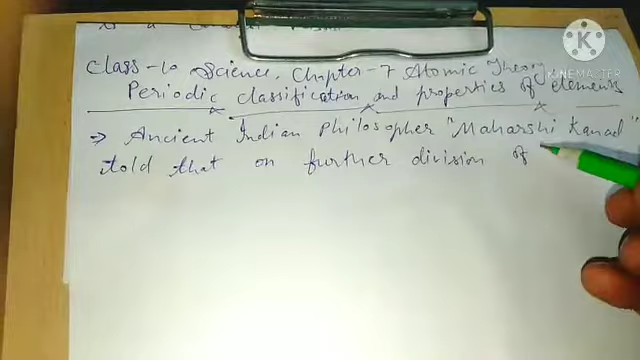 KINEMASTER
Class-10 Science, Chapter-7 Atomic Theory
Periodic classification and properties of elements
⇒ Ancient Indian Philosopher "Maharshi Kanad"
told that on further division of